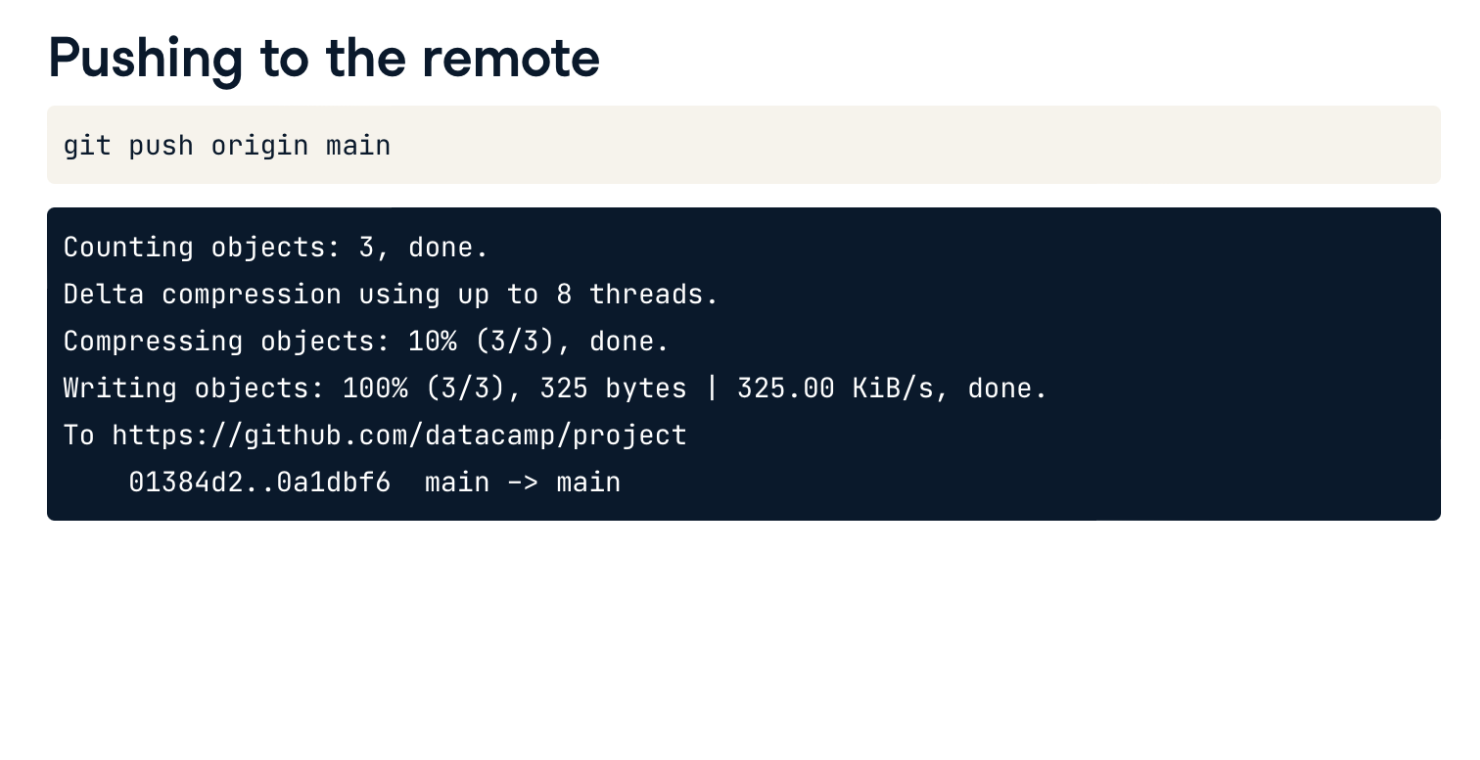 Pushing to the remote
git push origin main
Counting objects: 3, done.
Delta compression using up to 8 threads.
Compressing objects: 10% (3/3), done.
Writing objects: 100% (3/3), 325 bytes | 325.00 KiB/s, done.
To https://github.com/datacamp/project
    01384d2..0a1dbf6  main -> main